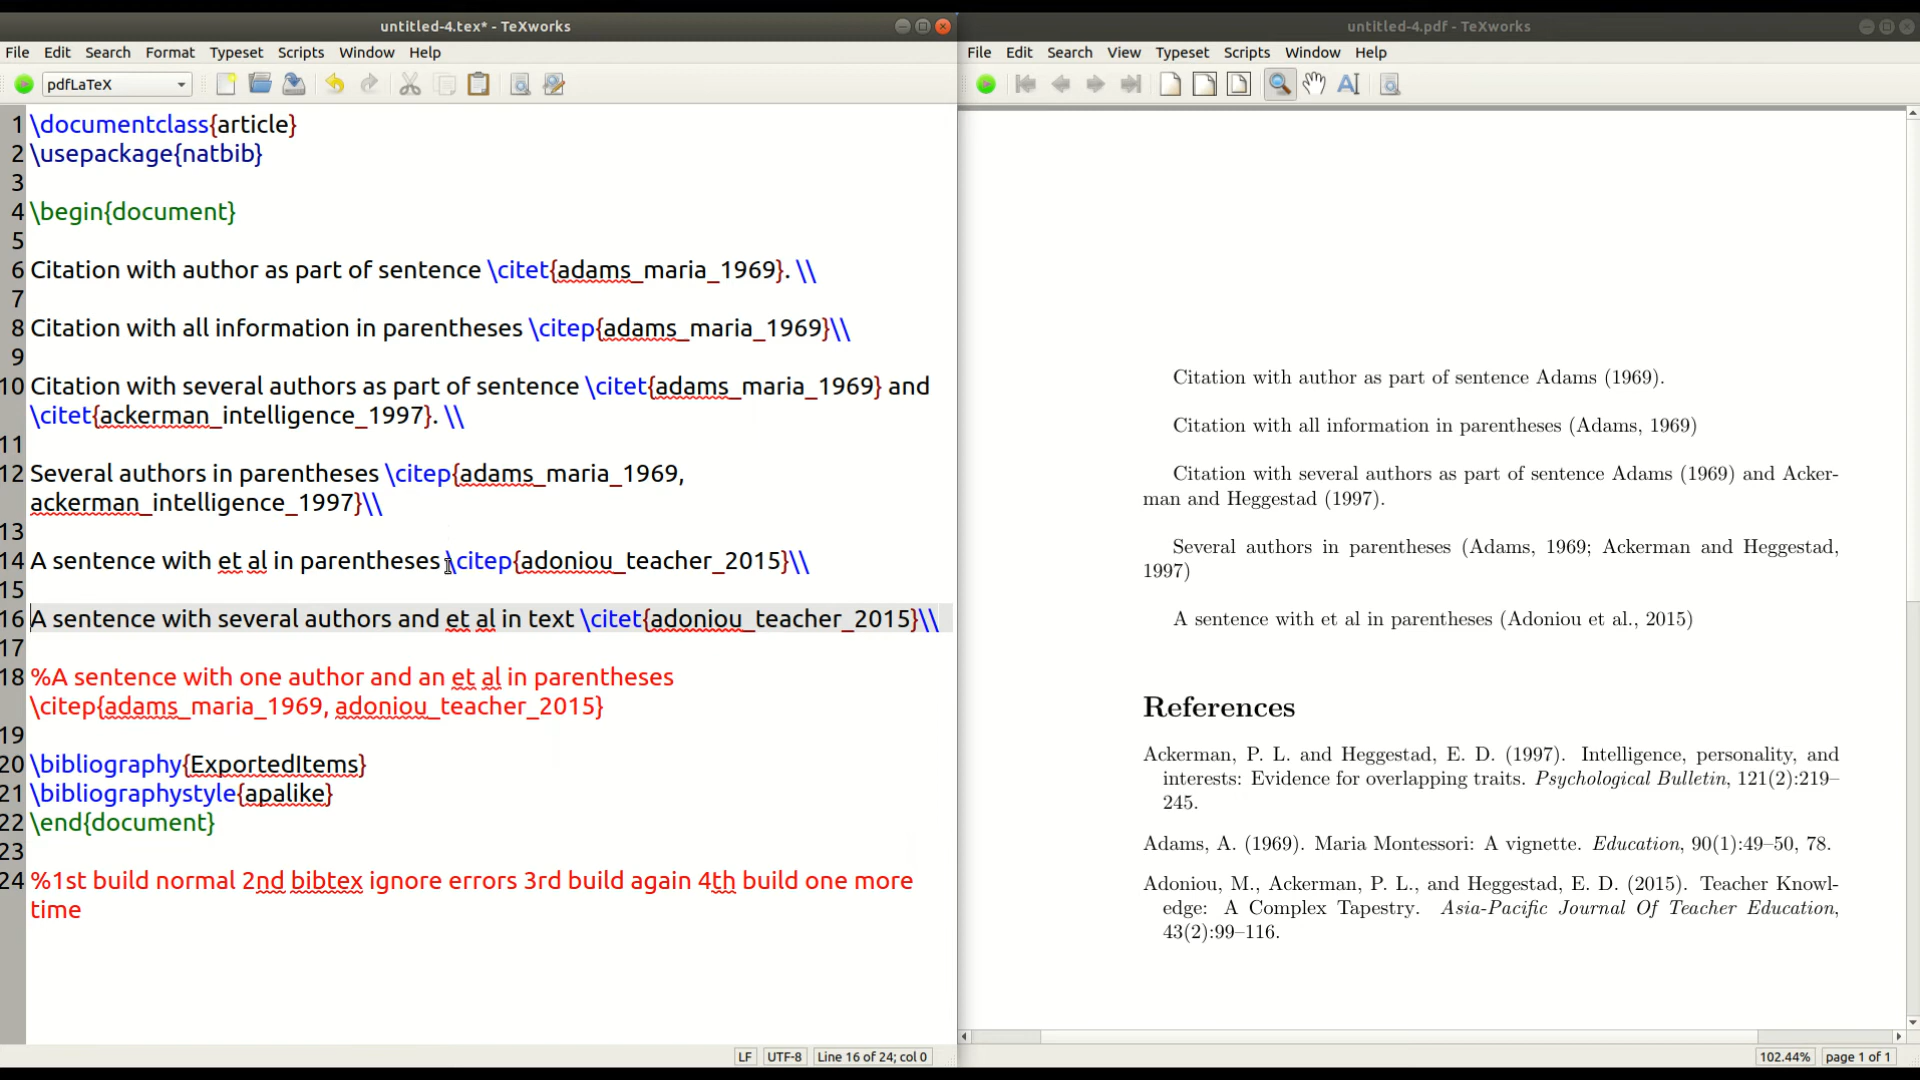 untitled-4.tex* - TeXworks
File Edit Search Format Typeset Scripts Window Help
pdfLaTeX
1 \documentclass{article}
2 \usepackage{natbib}
3
4 \begin{document}
5
6 Citation with author as part of sentence \citet{adams_maria_1969}. \\
7
8 Citation with all information in parentheses \citep{adams_maria_1969}\\
9
10 Citation with several authors as part of sentence \citet{adams_maria_1969} and
\citet{ackerman_intelligence_1997}. \\
11
12 Several authors in parentheses \citep{adams_maria_1969,
ackerman_intelligence_1997}\\
13
14 A sentence with et al in parentheses \citep{adoniou_teacher_2015}\\
15
16 A sentence with several authors and et al in text \citet{adoniou_teacher_2015}\\
17
18 %A sentence with one author and an et al in parentheses
\citep{adams_maria_1969, adoniou_teacher_2015}
19
20 \bibliography{ExportedItems}
21 \bibliographystyle{apalike}
22 \end{document}
23
24 %1st build normal 2nd bibtex ignore errors 3rd build again 4th build one more
time
LF UTF-8 Line 16 of 24; col 0
untitled-4.pdf - TeXworks
File Edit Search View Typeset Scripts Window Help
Citation with author as part of sentence Adams (1969).
Citation with all information in parentheses (Adams, 1969)
Citation with several authors as part of sentence Adams (1969) and Acker-
man and Heggestad (1997).
Several authors in parentheses (Adams, 1969; Ackerman and Heggestad,
1997)
A sentence with et al in parentheses (Adoniou et al., 2015)
References
Ackerman, P. L. and Heggestad, E. D. (1997). Intelligence, personality, and
interests: Evidence for overlapping traits. Psychological Bulletin, 121(2):219–
245.
Adams, A. (1969). Maria Montessori: A vignette. Education, 90(1):49–50, 78.
Adoniou, M., Ackerman, P. L., and Heggestad, E. D. (2015). Teacher Knowl-
edge: A Complex Tapestry. Asia-Pacific Journal Of Teacher Education,
43(2):99–116.
102.44% page 1 of 1